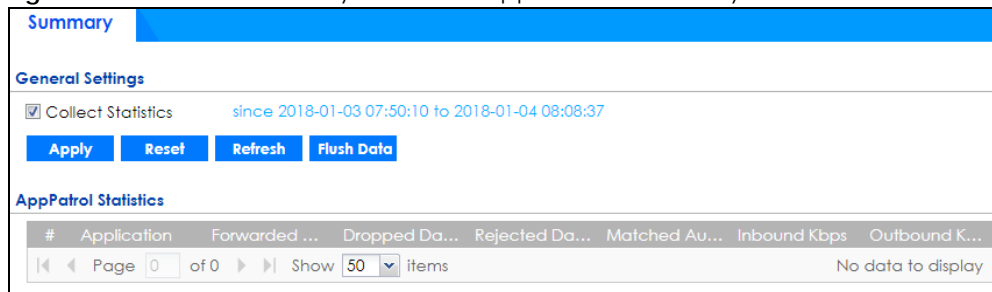 Summary
General Settings
Collect Statistics since 2018-01-03 07:50:10 to 2018-01-04 08:08:37
Apply Reset Refresh Flush Data
AppPatrol Statistics
# Application Forwarded ... Dropped Da... Rejected Da... Matched Au... Inbound Kbps Outbound K...
Page 0 of 0 Show 50 items No data to display